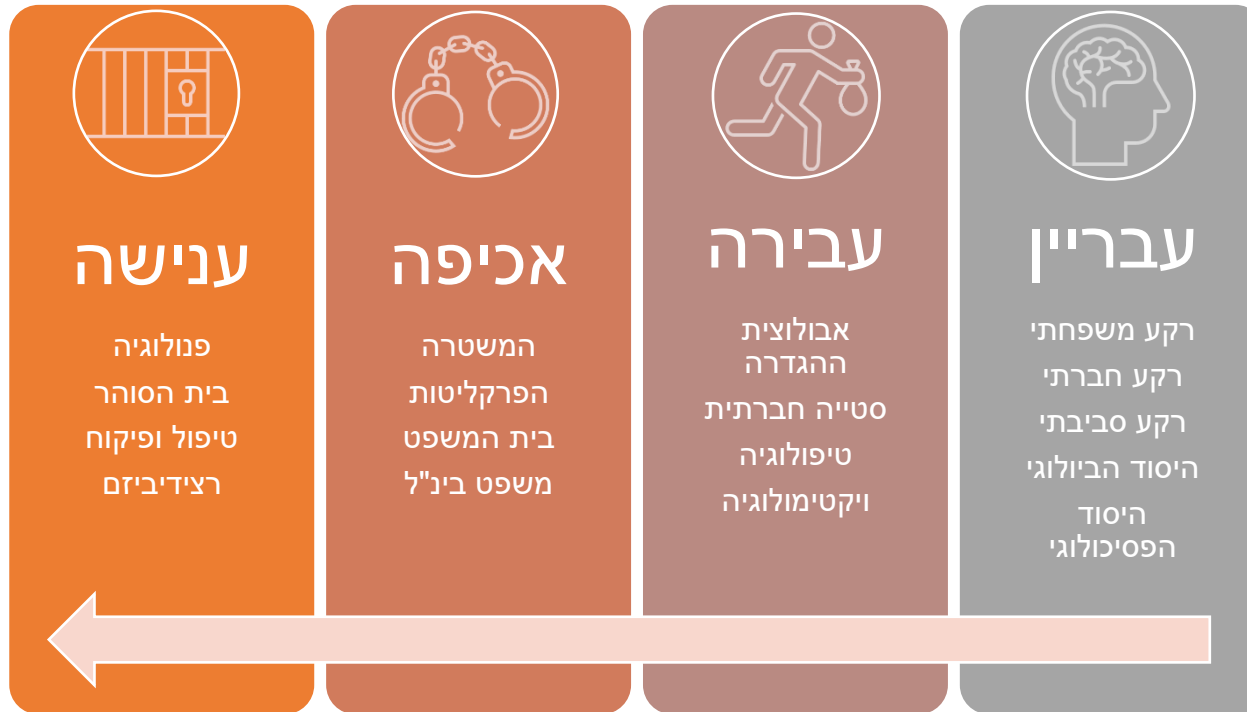 עבריין
רקע משפחתי
רקע חברתי
רקע סביבתי
היסוד הביולוגי
היסוד
הפסיכולוגי
עבירה
אבולוצית
ההגדרה
סטייה חברתית
טיפולוגיה
ויקטימולוגיה
אכיפה
המשטרה
הפרקליטות
בית המשפט
משפט בינ"ל
ענישה
פנולוגיה
בית הסוהר
טיפול ופיקוח
רצידיביזם